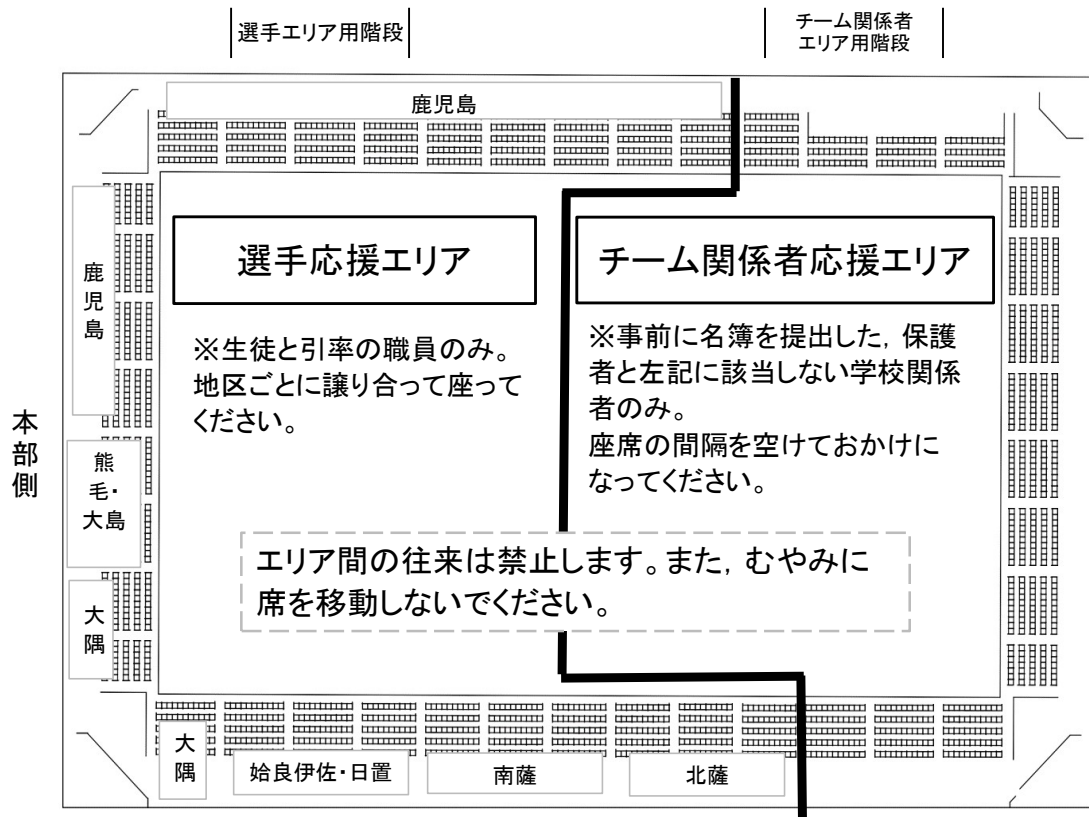 選手エリア用階段
チーム関係者
エリア用階段
鹿児島
選手応援エリア
チーム関係者応援エリア
鹿児島
※生徒と引率の職員のみ。
地区ごとに譲り合って座って
ください。
※事前に名簿を提出した，保護
者と左記に該当しない学校関係
者のみ。
座席の間隔を空けておかけに
なってください。
本部側
熊
毛・
大島
エリア間の往来は禁止します。また，むやみに
席を移動しないでください。
大隅
大隅
姶良伊佐・日置
南薩
北薩